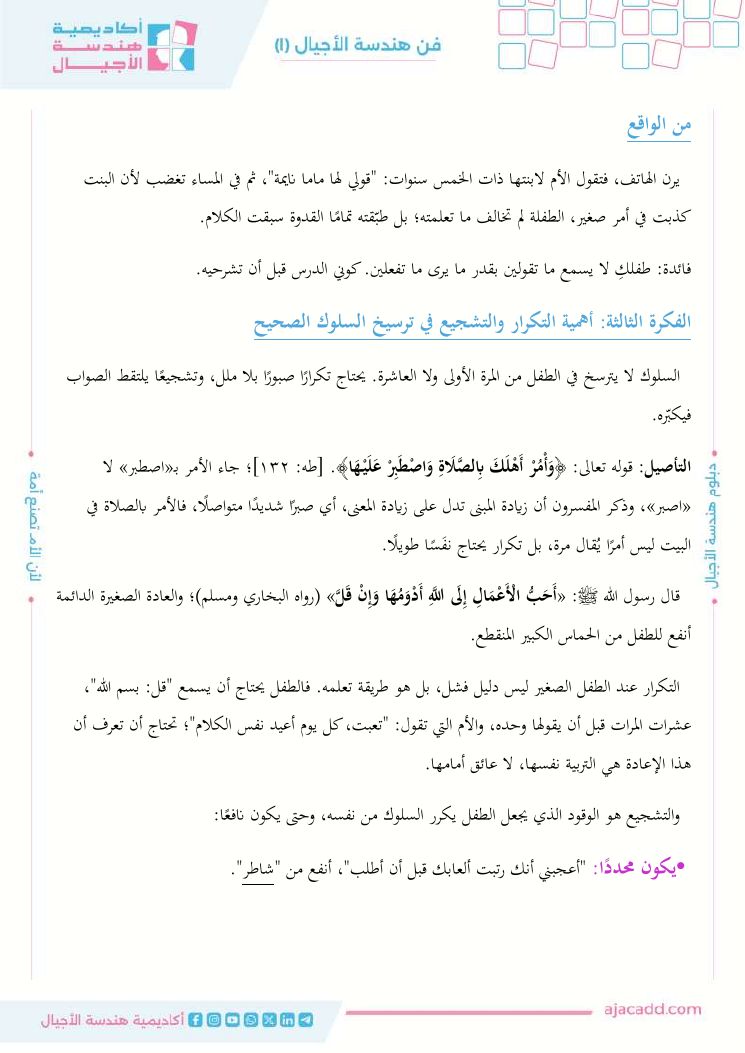 أكاديمية
هندسة
الأجيال
فن هندسة الأجيال (١)
من الواقع
يرن الهاتف، فتقول الأم لابنتها ذات الخمس سنوات: "قولي لها ماما نايمة"، ثم في المساء تغضب لأن البنت
كذبت في أمر صغير، الطفلة لم تخالف ما تعلمته؛ بل طبّقته تمامًا القدوة سبقت الكلام.
فائدة: طفلكِ لا يسمع ما تقولين بقدر ما يرى ما تفعلين. كوني الدرس قبل أن تشرحيه.
الفكرة الثالثة: أهمية التكرار والتشجيع في ترسيخ السلوك الصحيح
السلوك لا يترسخ في الطفل من المرة الأولى ولا العاشرة. يحتاج تكرارًا صبورًا بلا ملل، وتشجيعًا يلتقط الصواب
فيكبّره.
التأصيل: قوله تعالى: ﴿وَأْمُرْ أَهْلَكَ بِالصَّلَاةِ وَاصْطَبِرْ عَلَيْهَا﴾. [طه: ١٣٢]؛ جاء الأمر بـ«اصطبر» لا
«اصبر»، وذكر المفسرون أن زيادة المبنى تدل على زيادة المعنى، أي صبرًا شديدًا متواصلًا، فالأمر بالصلاة في
البيت ليس أمرًا يُقال مرة، بل تكرار يحتاج نفَسًا طويلًا.
قال رسول الله ﷺ: «أَحَبُّ الْأَعْمَالِ إِلَى اللَّهِ أَدْوَمُهَا وَإِنْ قَلَّ» (رواه البخاري ومسلم)؛ والعادة الصغيرة الدائمة
أنفع للطفل من الحماس الكبير المنقطع.
التكرار عند الطفل الصغير ليس دليل فشل، بل هو طريقة تعلمه. فالطفل يحتاج أن يسمع "قل: بسم الله"،
عشرات المرات قبل أن يقولها وحده، والأم التي تقول: "تعبت،كل يوم أعيد نفس الكلام"؛ تحتاج أن تعرف أن
هذا الإعادة هي التربية نفسها، لا عائق أمامها.
والتشجيع هو الوقود الذي يجعل الطفل يكرر السلوك من نفسه، وحتى يكون نافعًا:
•يكون محددًا: "أعجبني أنك رتبت ألعابك قبل أن أطلب"، أنفع من "شاطر".
دبلوم هندسة الأجيال
لأن الأم تصنع أمة
أكاديمية هندسة الأجيال
ajacadd.com